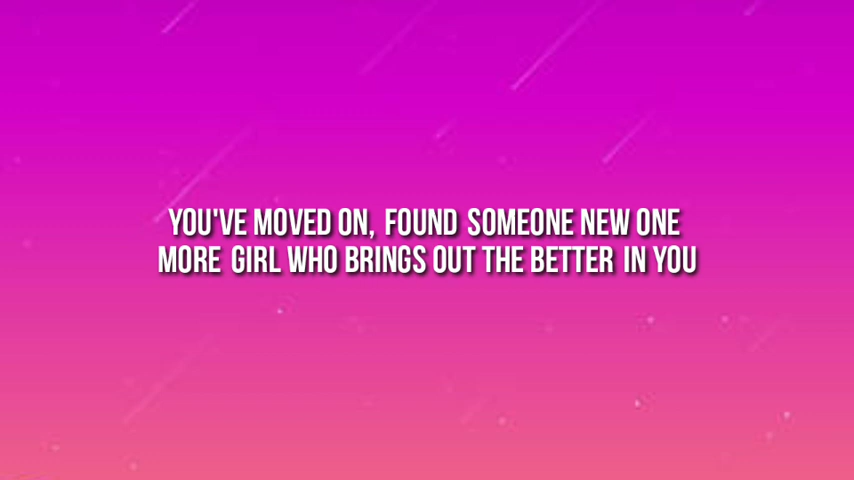 YOU'VE MOVED ON, FOUND SOMEONE NEW ONE
MORE GIRL WHO BRINGS OUT THE BETTER IN YOU